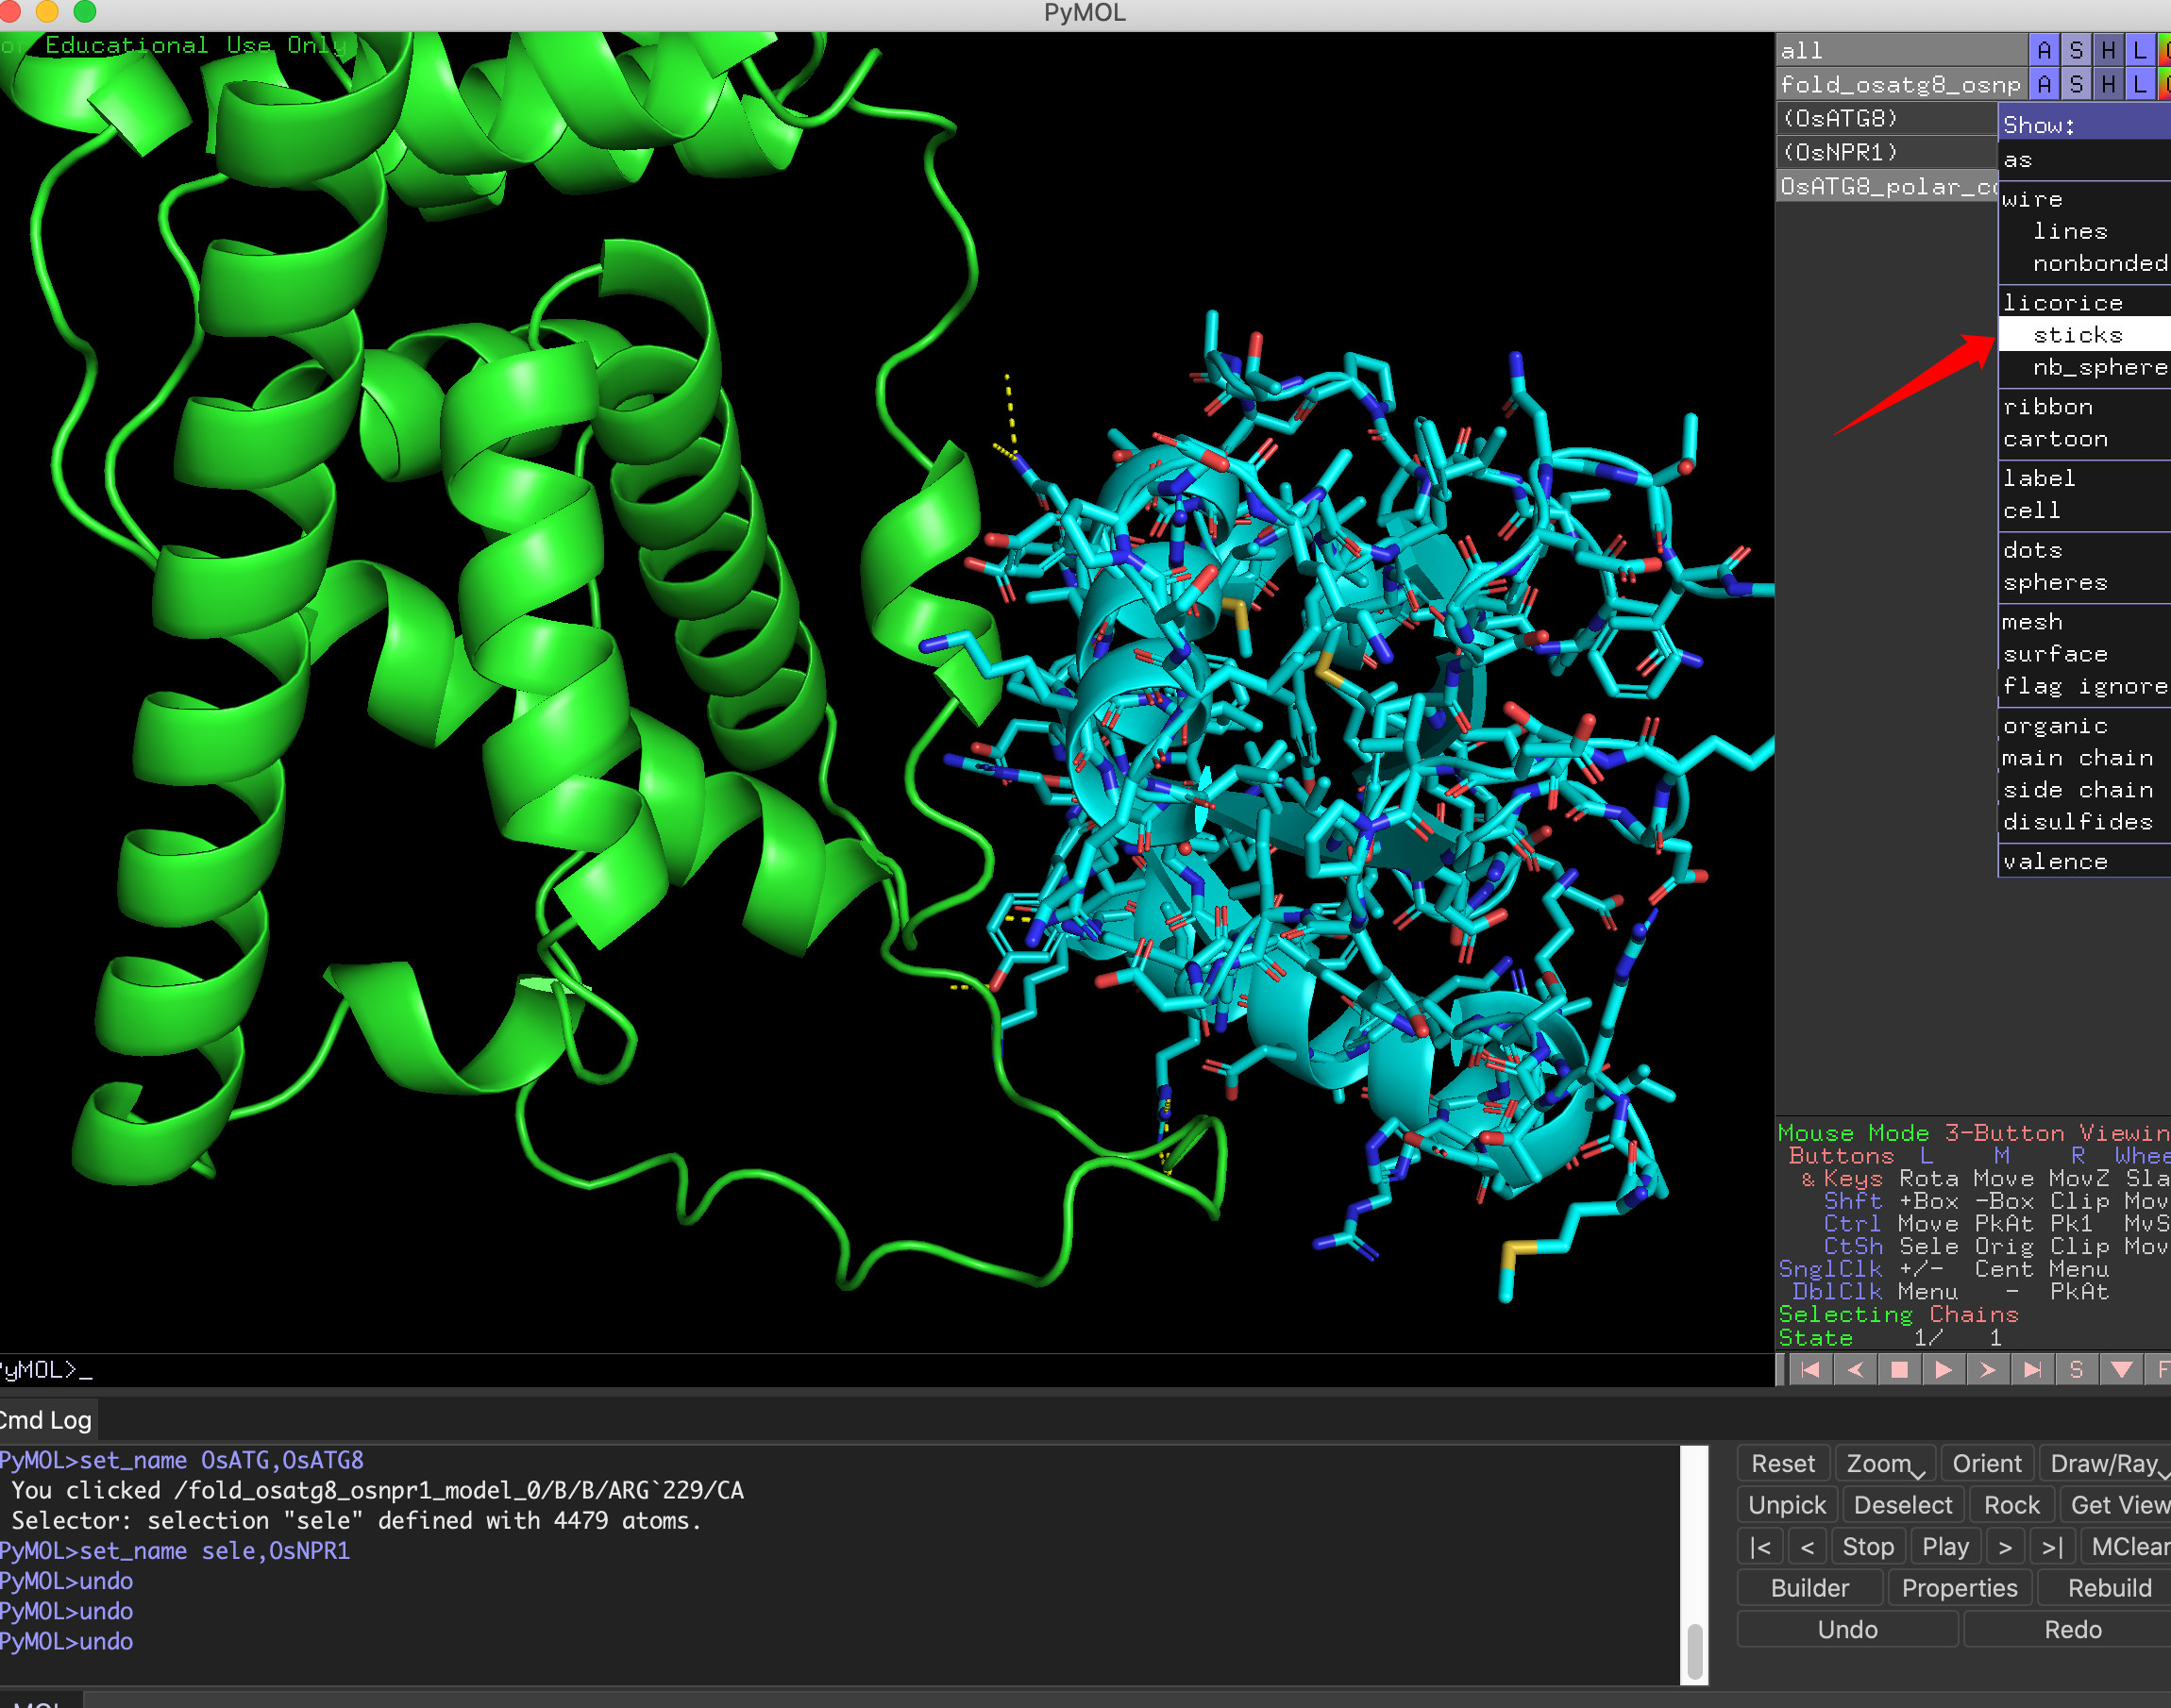 PyMOL
or Educational Use Only
all A S H L
fold_osatg8_osnp A S H L
(OsATG8)
(OsNPR1)
OsATG8_polar_co
Show:
as
wire
lines
nonbonded
licorice
sticks
nb_sphere
ribbon
cartoon
label
cell
dots
spheres
mesh
surface
flag ignore
organic
main chain
side chain
disulfides
valence
Mouse Mode 3-Button Viewin
Buttons L M R Whee
& Keys Rota Move MovZ Sla
Shft +Box -Box Clip Mov
Ctrl Move PkAt Pk1 MvS
CtSh Sele Orig Clip Mov
SnglClk +/- Cent Menu
DblClk Menu - PkAt
Selecting Chains
State 1/ 1
S F
PyMOL>_
Cmd Log
PyMOL>set_name OsATG,OsATG8
You clicked /fold_osatg8_osnpr1_model_0/B/B/ARG`229/CA
Selector: selection "sele" defined with 4479 atoms.
PyMOL>set_name sele,OsNPR1
PyMOL>undo
PyMOL>undo
PyMOL>undo
Reset Zoom Orient Draw/Ray
Unpick Deselect Rock Get View
|< < Stop Play > >| MClear
Builder Properties Rebuild
Undo Redo